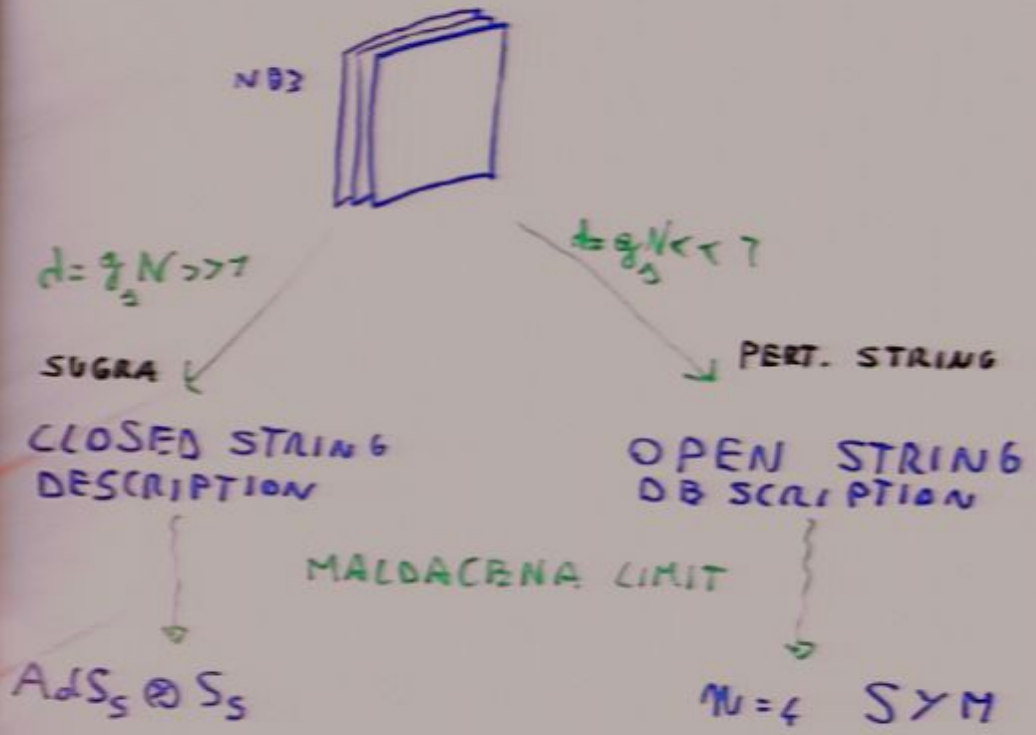 ND3
λ = g_s N >> 1
λ = g_s N << 1
SUGRA
PERT. STRING
CLOSED STRING
DESCRIPTION
OPEN STRING
DESCRIPTION
MALDACENA LIMIT
AdS₅ ⊗ S₅
N=4 SYM